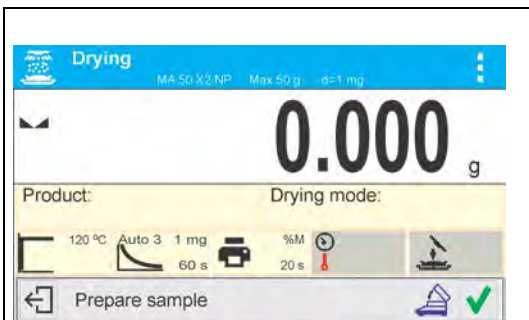 Drying
MA 50.X2.NP Max 50 g d=1 mg
0.000 g
Product: Drying mode:
120 °C Auto 3 1 mg %M
60 s 20 s
Prepare sample